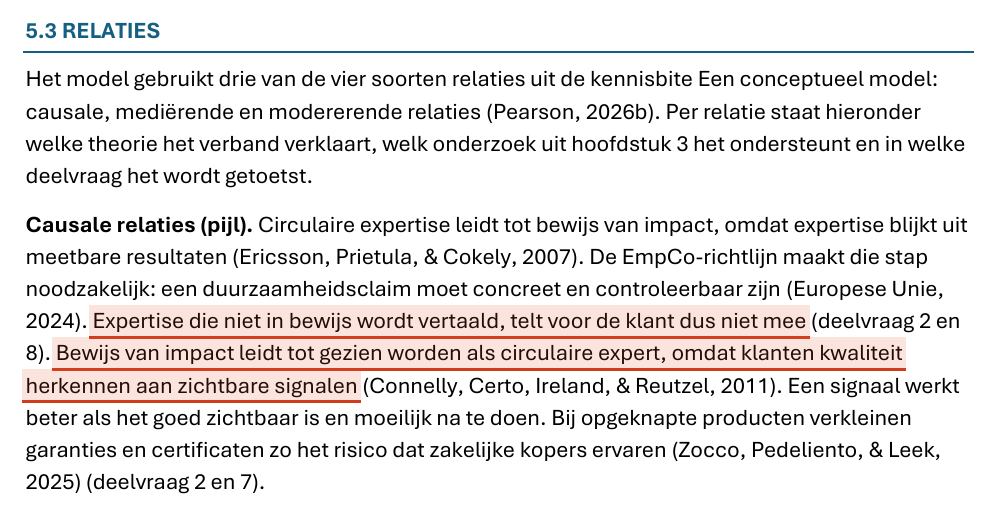 5.3 RELATIES
Het model gebruikt drie van de vier soorten relaties uit de kennisbite Een conceptueel model:
causale, mediërende en modererende relaties (Pearson, 2026b). Per relatie staat hieronder
welke theorie het verband verklaart, welk onderzoek uit hoofdstuk 3 het ondersteunt en in welke
deelvraag het wordt getoetst.
Causale relaties (pijl). Circulaire expertise leidt tot bewijs van impact, omdat expertise blijkt uit
meetbare resultaten (Ericsson, Prietula, & Cokely, 2007). De EmpCo-richtlijn maakt die stap
noodzakelijk: een duurzaamheidsclaim moet concreet en controleerbaar zijn (Europese Unie,
2024). Expertise die niet in bewijs wordt vertaald, telt voor de klant dus niet mee (deelvraag 2 en
8). Bewijs van impact leidt tot gezien worden als circulaire expert, omdat klanten kwaliteit
herkennen aan zichtbare signalen (Connelly, Certo, Ireland, & Reutzel, 2011). Een signaal werkt
beter als het goed zichtbaar is en moeilijk na te doen. Bij opgeknapte producten verkleinen
garanties en certificaten zo het risico dat zakelijke kopers ervaren (Zocco, Pedeliento, & Leek,
2025) (deelvraag 2 en 7).